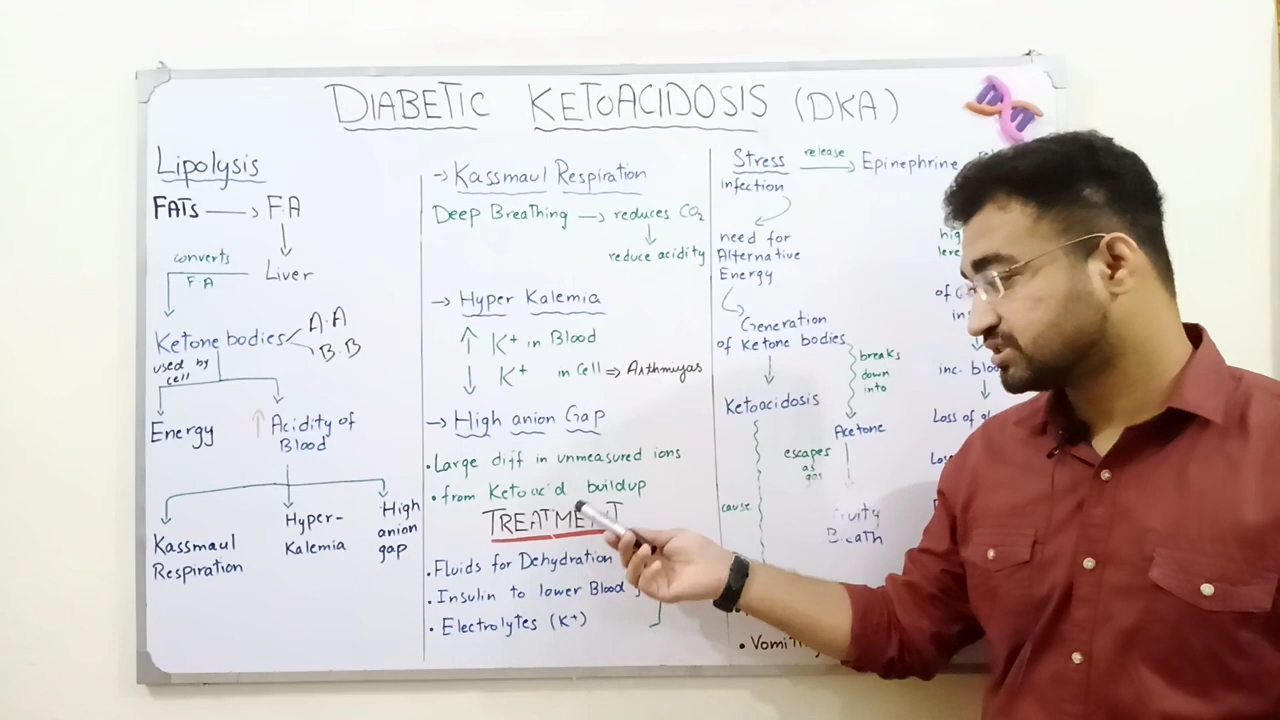 DIABETIC KETOACIDOSIS (DKA)
Lipolysis
FATS → F.A
converts
F.A
Liver
Ketone bodies
A.A
B.B
used by
cell
Energy
↑ Acidity of
Blood
Kassmaul
Respiration
Hyper-
Kalemia
High
anion
gap
→ Kassmaul Respiration
Deep Breathing → reduces CO2
reduce acidity
→ Hyper Kalemia
↑ K+ in Blood
↓ K+ in Cell ⇒ Arthmiyas
→ High anion Gap
• Large diff in unmeasured ions
• from Ketoacid buildup
TREATMENT
• Fluids for Dehydration
• Insulin to lower Blood
• Electrolytes (K+)
Stress release → Epinephrine
infection
need for
Alternative
Energy
Generation
of Ketone bodies
breaks
down
into
Ketoacidosis
Acetone
escapes
as
gas
cause
Breath
inc.
Loss of